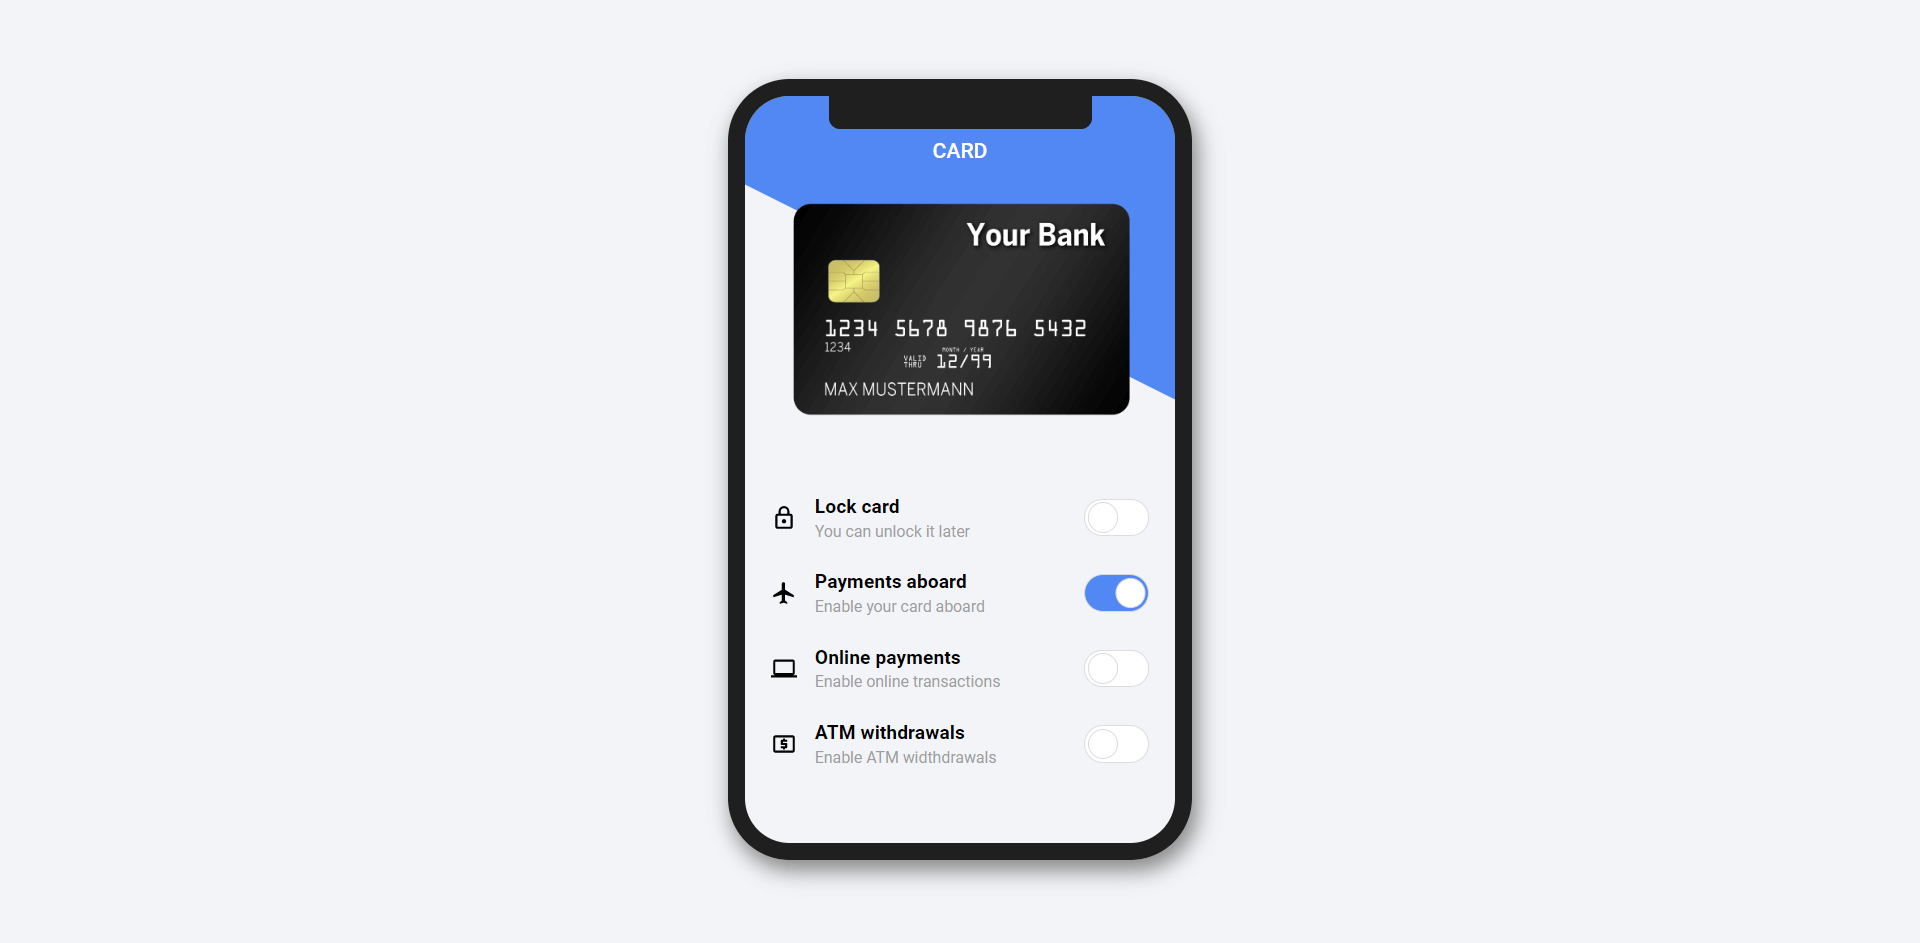 CARD
Your Bank
1234 5678 9876 5432
1234
MONTH / YEAR
VALID
THRU
12/99
MAX MUSTERMANN
Lock card
You can unlock it later
Payments aboard
Enable your card aboard
Online payments
Enable online transactions
ATM withdrawals
Enable ATM widthdrawals